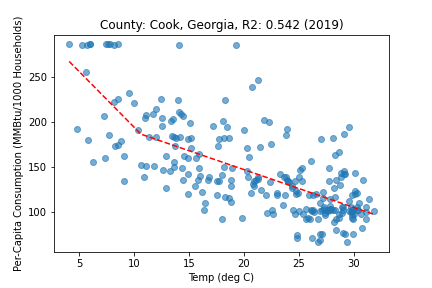 County: Cook, Georgia, R2: 0.542 (2019)
Per-Capita Consumption (MMBtu/1000 Households)
250
200
150
100
5 10 15 20 25 30
Temp (deg C)